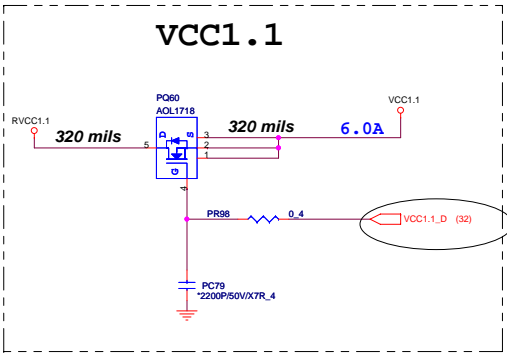 VCC1.1
PQ60
AOL1718
RVCC1.1
VCC1.1
320 mils
5
D
S
3
2
1
320 mils
6.0A
G
4
PR98
0_4
VCC1.1_D (32)
PC79
*2200P/50V/X7R_4